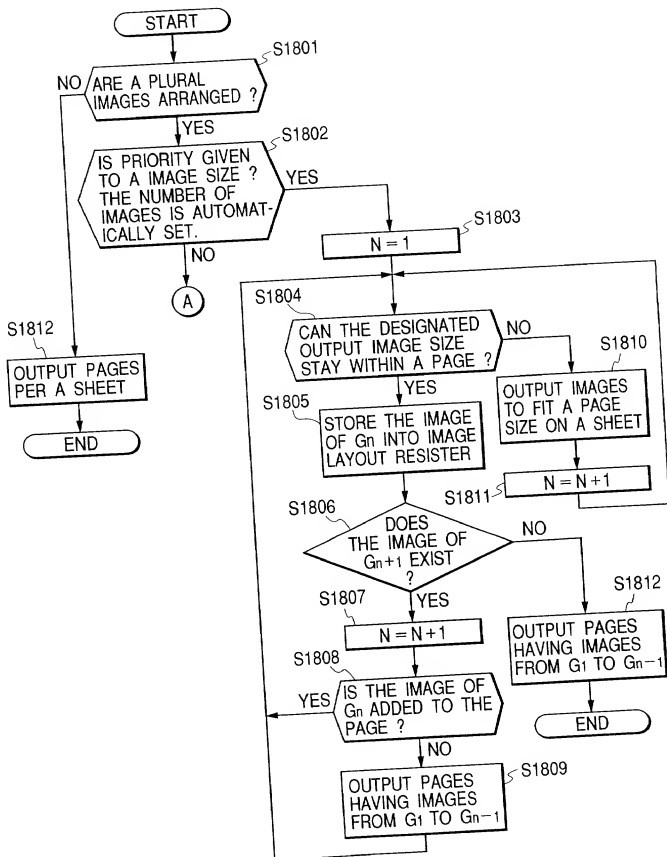 START
S1801
NO
ARE A PLURAL
IMAGES ARRANGED ?
YES
S1802
IS PRIORITY GIVEN
TO A IMAGE SIZE ?
THE NUMBER OF
IMAGES IS AUTOMAT-
ICALLY SET.
YES
NO
A
S1803
N = 1
S1804
CAN THE DESIGNATED
OUTPUT IMAGE SIZE
STAY WITHIN A PAGE ?
NO
YES
S1810
OUTPUT IMAGES
TO FIT A PAGE
SIZE ON A SHEET
S1812
OUTPUT PAGES
PER A SHEET
END
S1805
STORE THE IMAGE
OF Gn INTO IMAGE
LAYOUT RESISTER
S1811
N = N+1
S1806
DOES
THE IMAGE OF
Gn+1 EXIST
?
NO
YES
S1807
N = N+1
S1812
OUTPUT PAGES
HAVING IMAGES
FROM G1 TO Gn-1
END
S1808
YES
IS THE IMAGE OF
Gn ADDED TO THE
PAGE ?
NO
S1809
OUTPUT PAGES
HAVING IMAGES
FROM G1 TO Gn-1